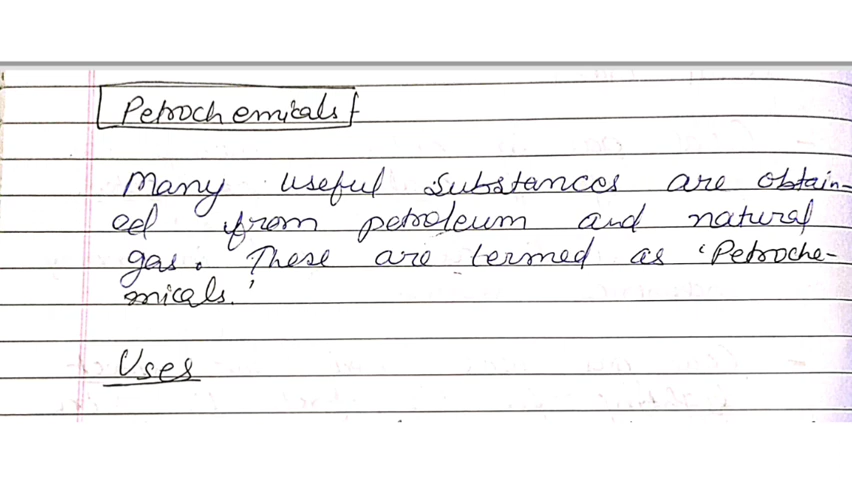 Petrochemicals
Many useful substances are obtain-
ed from petroleum and natural
gas. These are termed as 'Petroche-
micals.'
Uses